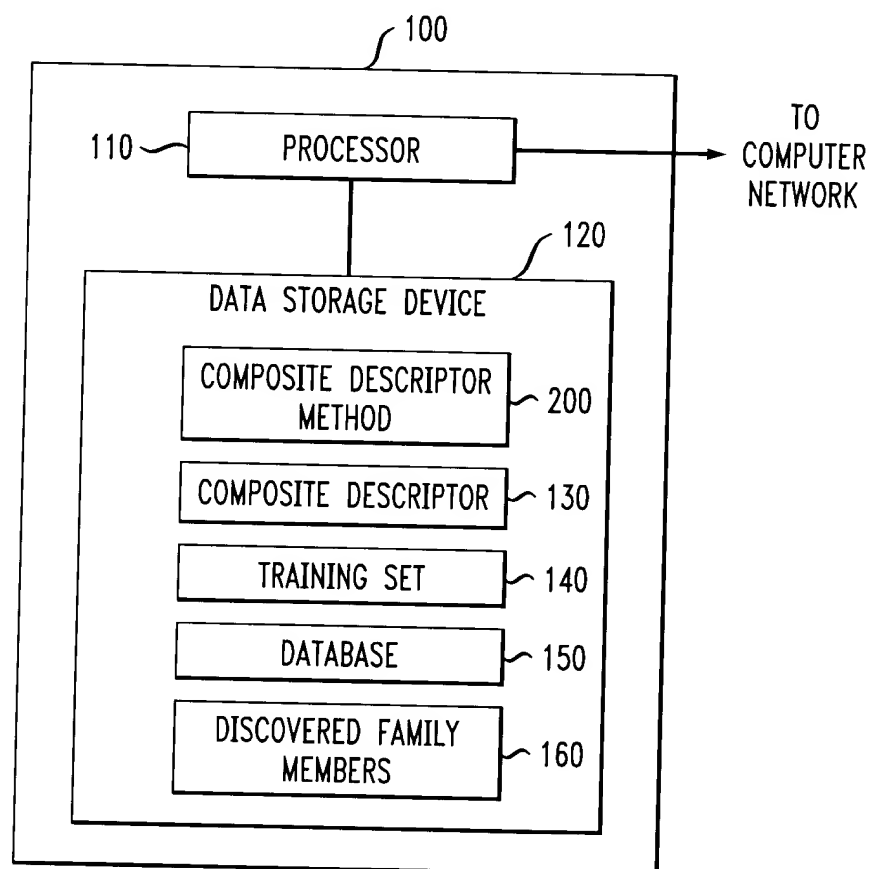 100
110
PROCESSOR
TO
COMPUTER
NETWORK
120
DATA STORAGE DEVICE
COMPOSITE DESCRIPTOR
METHOD
200
COMPOSITE DESCRIPTOR
130
TRAINING SET
140
DATABASE
150
DISCOVERED FAMILY
MEMBERS
160